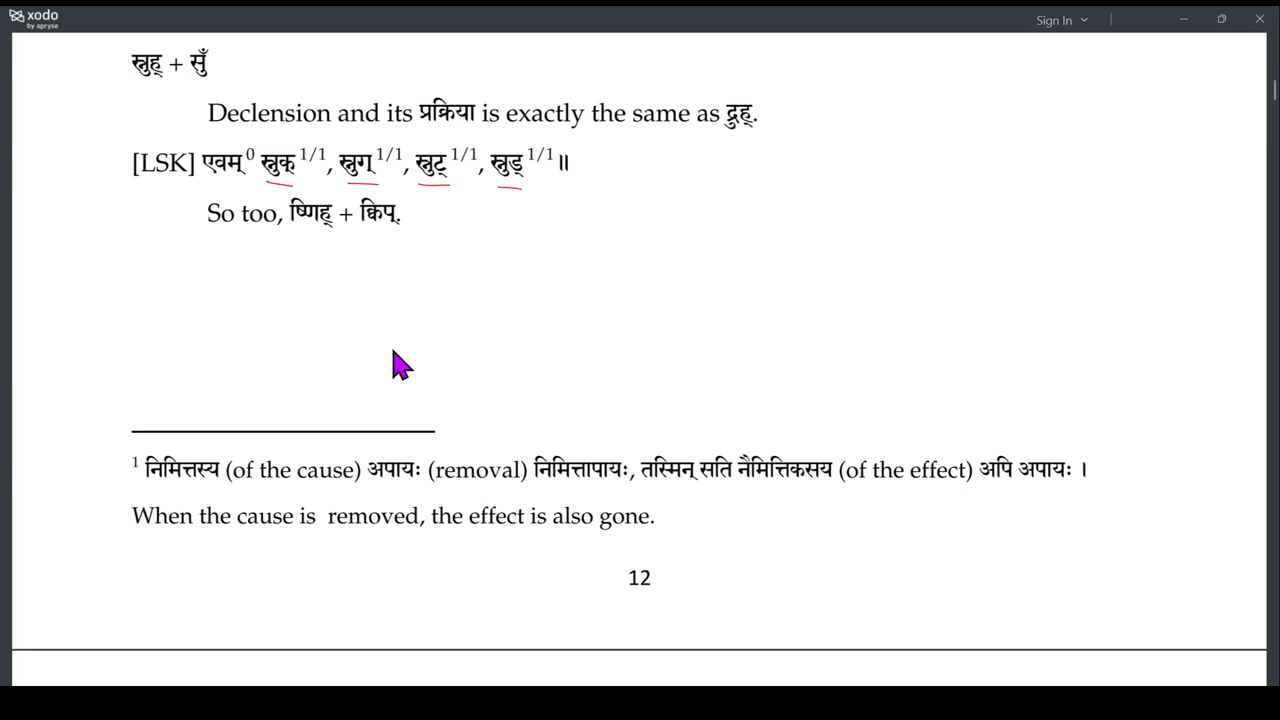 xodo
by apryse
Sign In
स्नुह् + सुँ
Declension and its प्रक्रिया is exactly the same as द्रुह्.
[LSK] एवम् 0 स्नुक् 1/1, स्नुग् 1/1, स्नुट् 1/1, स्नुड् 1/1॥
So too, ष्णिह् + क्विप्.
1 निमित्तस्य (of the cause) अपायः (removal) निमित्तापायः, तस्मिन् सति नैमित्तिकसय (of the effect) अपि अपायः ।
When the cause is removed, the effect is also gone.
12